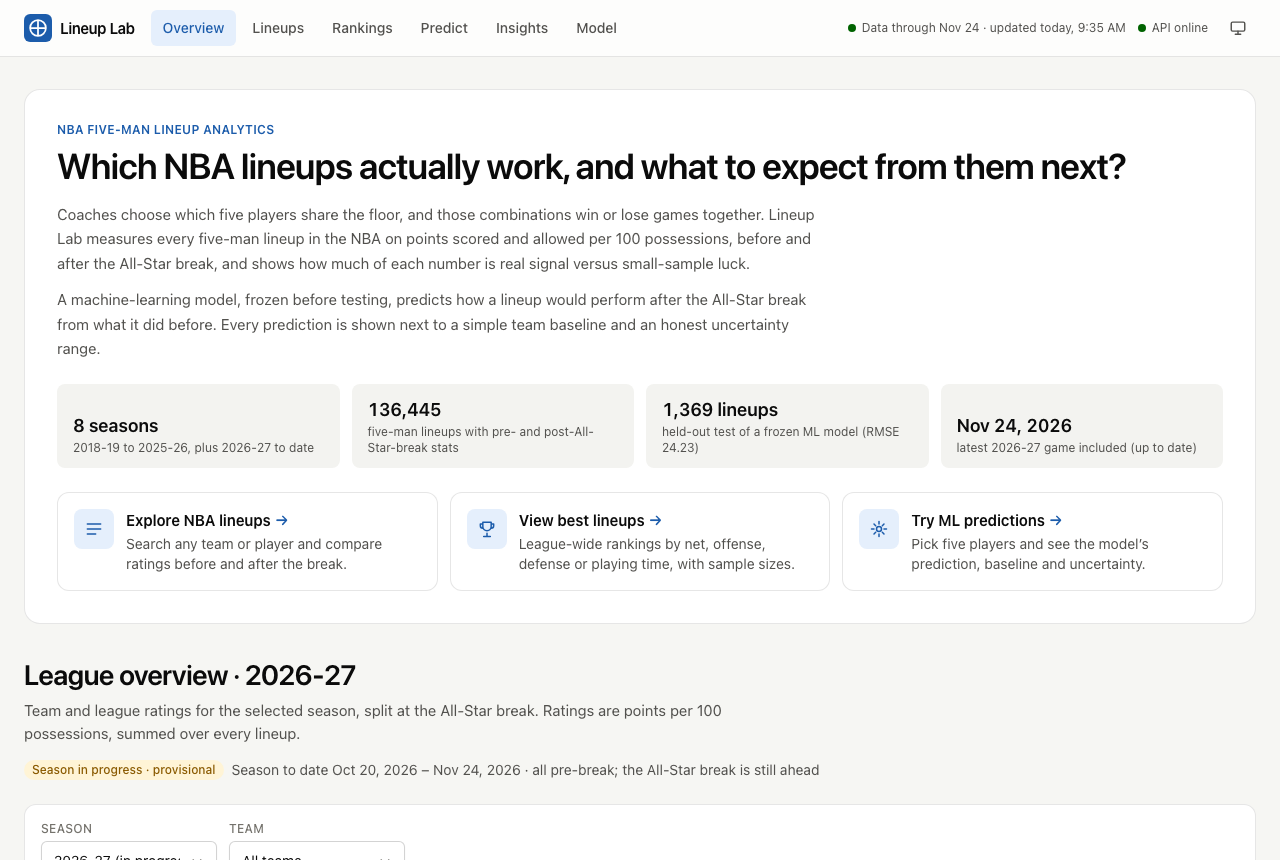 Lineup Lab
Overview
Lineups
Rankings
Predict
Insights
Model
Data through Nov 24 · updated today, 9:35 AM
API online
NBA FIVE-MAN LINEUP ANALYTICS
Which NBA lineups actually work, and what to expect from them next?
Coaches choose which five players share the floor, and those combinations win or lose games together. Lineup
Lab measures every five-man lineup in the NBA on points scored and allowed per 100 possessions, before and
after the All-Star break, and shows how much of each number is real signal versus small-sample luck.
A machine-learning model, frozen before testing, predicts how a lineup would perform after the All-Star break
from what it did before. Every prediction is shown next to a simple team baseline and an honest uncertainty
range.
8 seasons
2018-19 to 2025-26, plus 2026-27 to date
136,445
five-man lineups with pre- and post-All-
Star-break stats
1,369 lineups
held-out test of a frozen ML model (RMSE
24.23)
Nov 24, 2026
latest 2026-27 game included (up to date)
Explore NBA lineups →
Search any team or player and compare
ratings before and after the break.
View best lineups →
League-wide rankings by net, offense,
defense or playing time, with sample sizes.
Try ML predictions →
Pick five players and see the model's
prediction, baseline and uncertainty.
League overview · 2026-27
Team and league ratings for the selected season, split at the All-Star break. Ratings are points per 100
possessions, summed over every lineup.
Season in progress · provisional
Season to date Oct 20, 2026 – Nov 24, 2026 · all pre-break; the All-Star break is still ahead
SEASON
TEAM
2026-27 (in progre
All teams